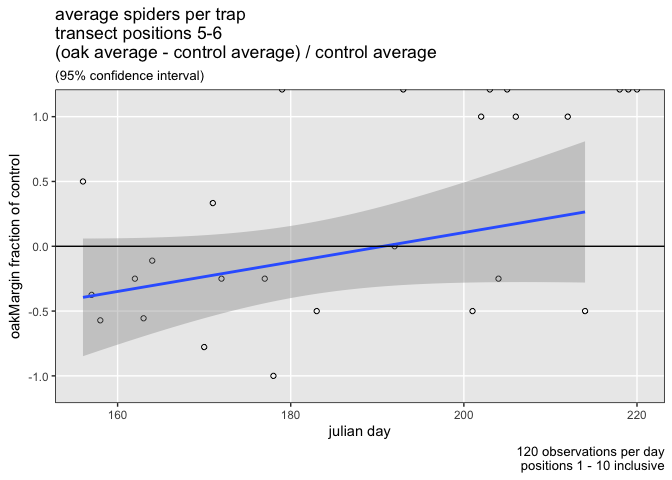 average spiders per trap
transect positions 5-6
(oak average - control average) / control average
(95% confidence interval)
1.0
0.5
0.0
-0.5
-1.0
oakMargin fraction of control
160
180
200
220
julian day
120 observations per day
positions 1 - 10 inclusive